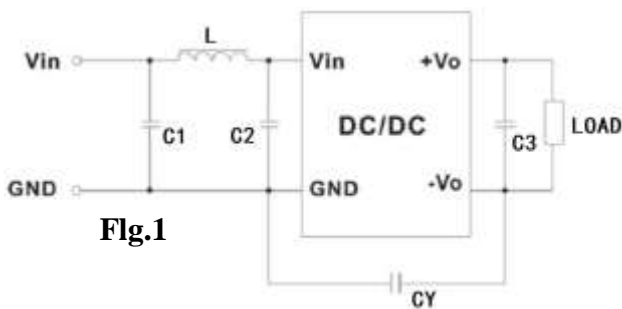 L
Vin
Vin
+Vo
C1
C2
DC/DC
C3
LOAD
GND
GND
-Vo
Flg.1
CY